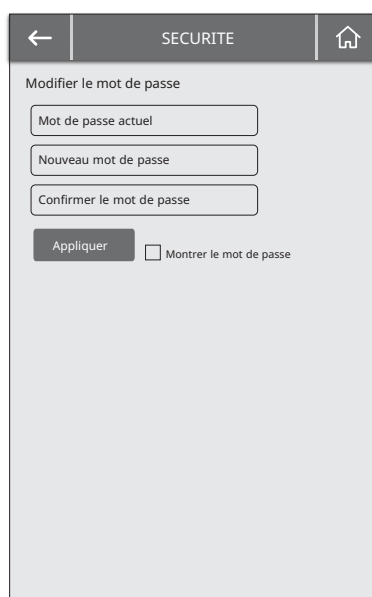 SECURITE
Modifier le mot de passe
Mot de passe actuel
Nouveau mot de passe
Confirmer le mot de passe
Appliquer
Montrer le mot de passe